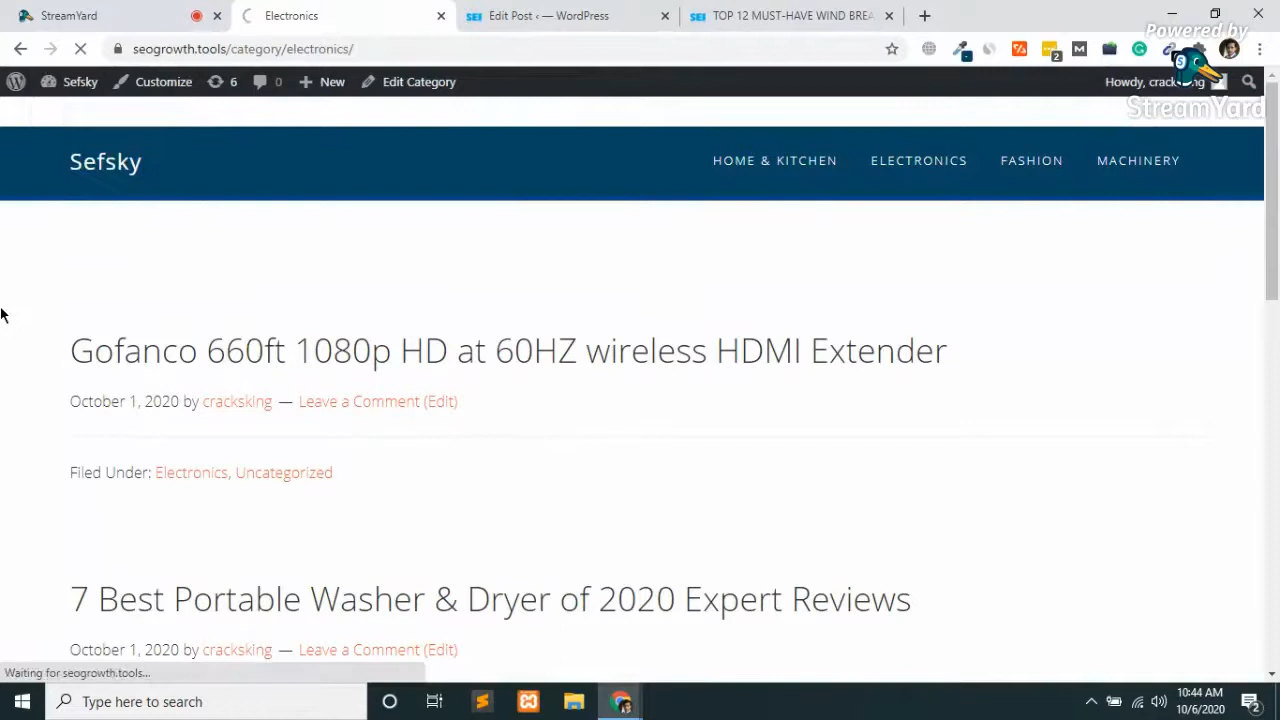 StreamYard
Electronics
Edit Post ‹ — WordPress
TOP 12 MUST-HAVE WIND BREA
Powered by
seogrowth.tools/category/electronics/
2
Sefsky
Customize
6
0
New
Edit Category
Howdy,
StreamYard
Sefsky
HOME & KITCHEN
ELECTRONICS
FASHION
MACHINERY
Gofanco 660ft 1080p HD at 60HZ wireless HDMI Extender
October 1, 2020 by cracksking — Leave a Comment (Edit)
Filed Under: Electronics, Uncategorized
7 Best Portable Washer & Dryer of 2020 Expert Reviews
October 1, 2020 by cracksking — Leave a Comment (Edit)
Waiting for seogrowth.tools...
Type here to search
10:44 AM
10/6/2020
2